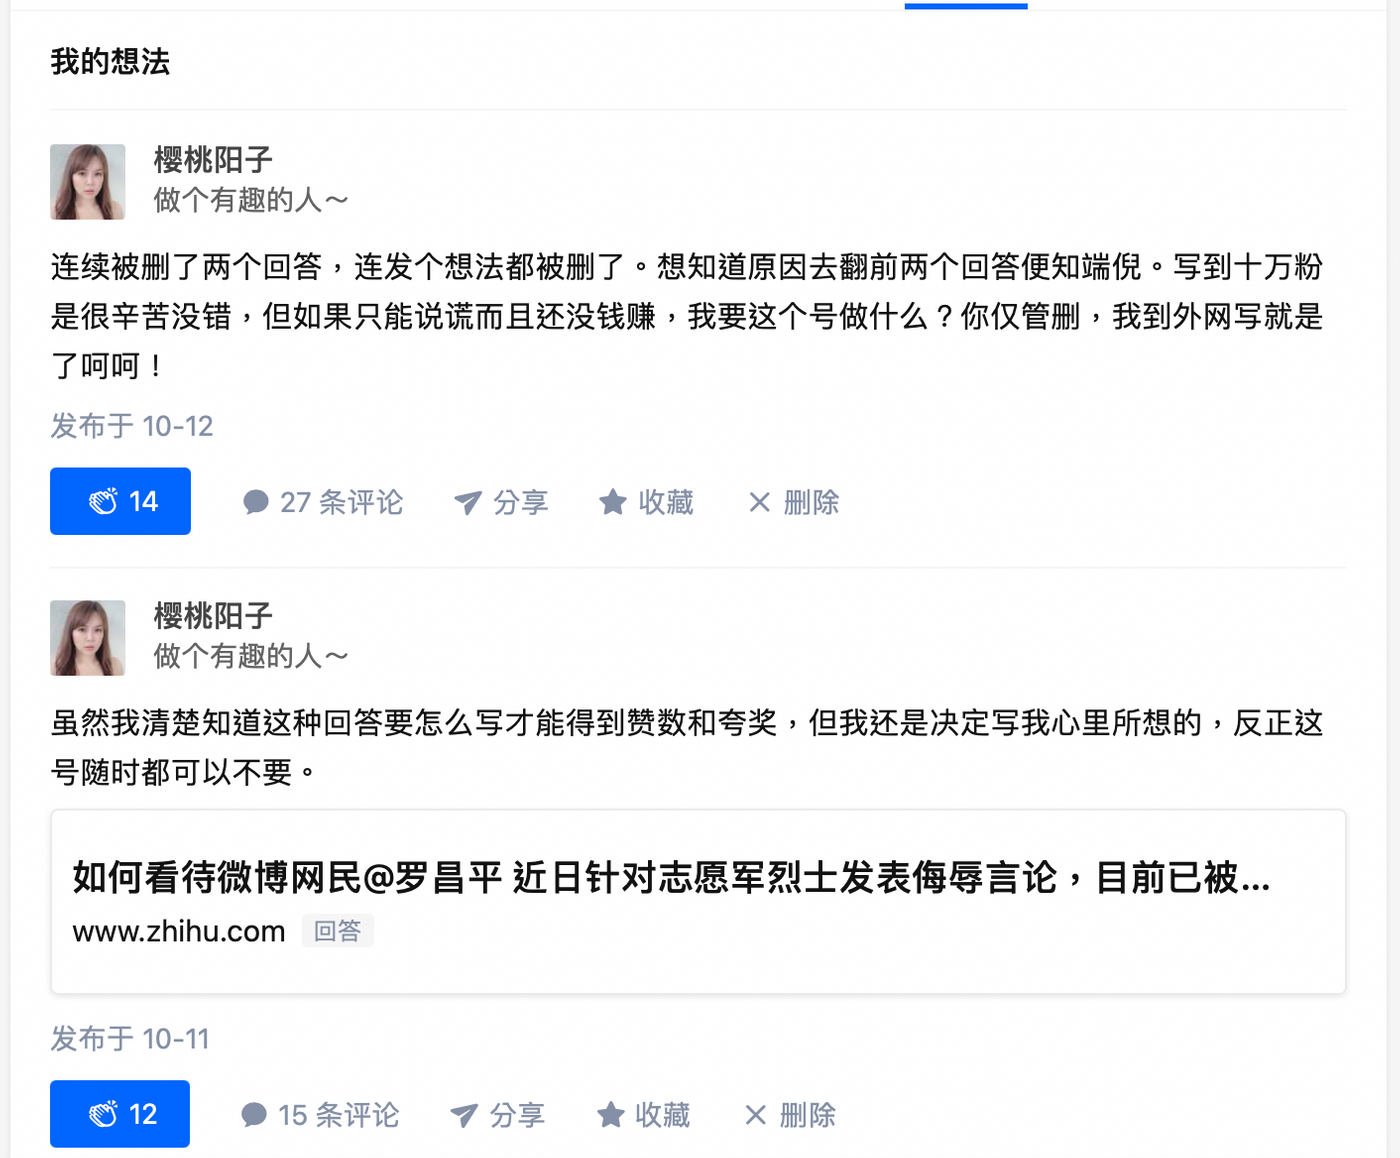 我的想法
樱桃阳子
做个有趣的人～
连续被删了两个回答，连发个想法都被删了。想知道原因去翻前两个回答便知端倪。写到十万粉
是很辛苦没错，但如果只能说谎而且还没钱赚，我要这个号做什么？你仅管删，我到外网写就是
了呵呵！
发布于 10-12
14 27 条评论 分享 收藏 删除
樱桃阳子
做个有趣的人～
虽然我清楚知道这种回答要怎么写才能得到赞数和夸奖，但我还是决定写我心里所想的，反正这
号随时都可以不要。
如何看待微博网民@罗昌平 近日针对志愿军烈士发表侮辱言论，目前已被...
www.zhihu.com 回答
发布于 10-11
12 15 条评论 分享 收藏 删除